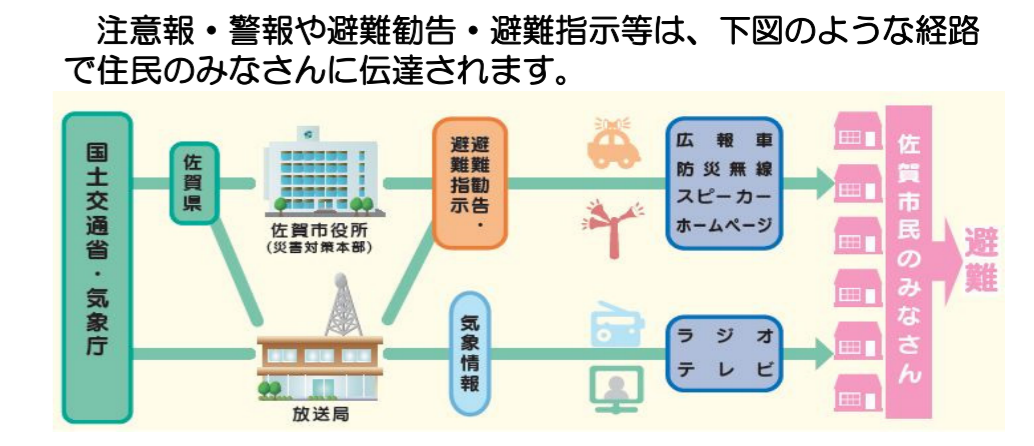 注意報・警報や避難勧告・避難指示等は、下図のような経路
で住民のみなさんに伝達されます。
国土交通省・気象庁
佐賀県
佐賀市役所
(災害対策本部)
避難勧告・
避難指示
広報車
防災無線
スピーカー
ホームページ
放送局
気象情報
ラジオ
テレビ
佐賀市民のみなさん
避難